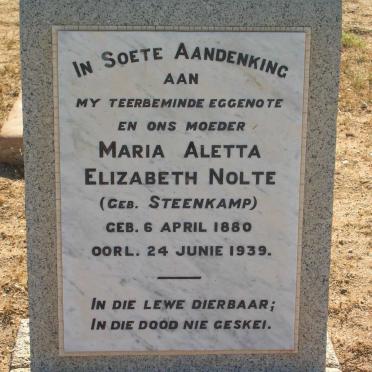 IN SOETE AANDENKING
AAN
MY TEERBEMINDE EGGENOTE
EN ONS MOEDER
MARIA ALETTA
ELIZABETH NOLTE
(GEB. STEENKAMP)
GEB. 6 APRIL 1880
OORL. 24 JUNIE 1939.
IN DIE LEWE DIERBAAR;
IN DIE DOOD NIE GESKEI.